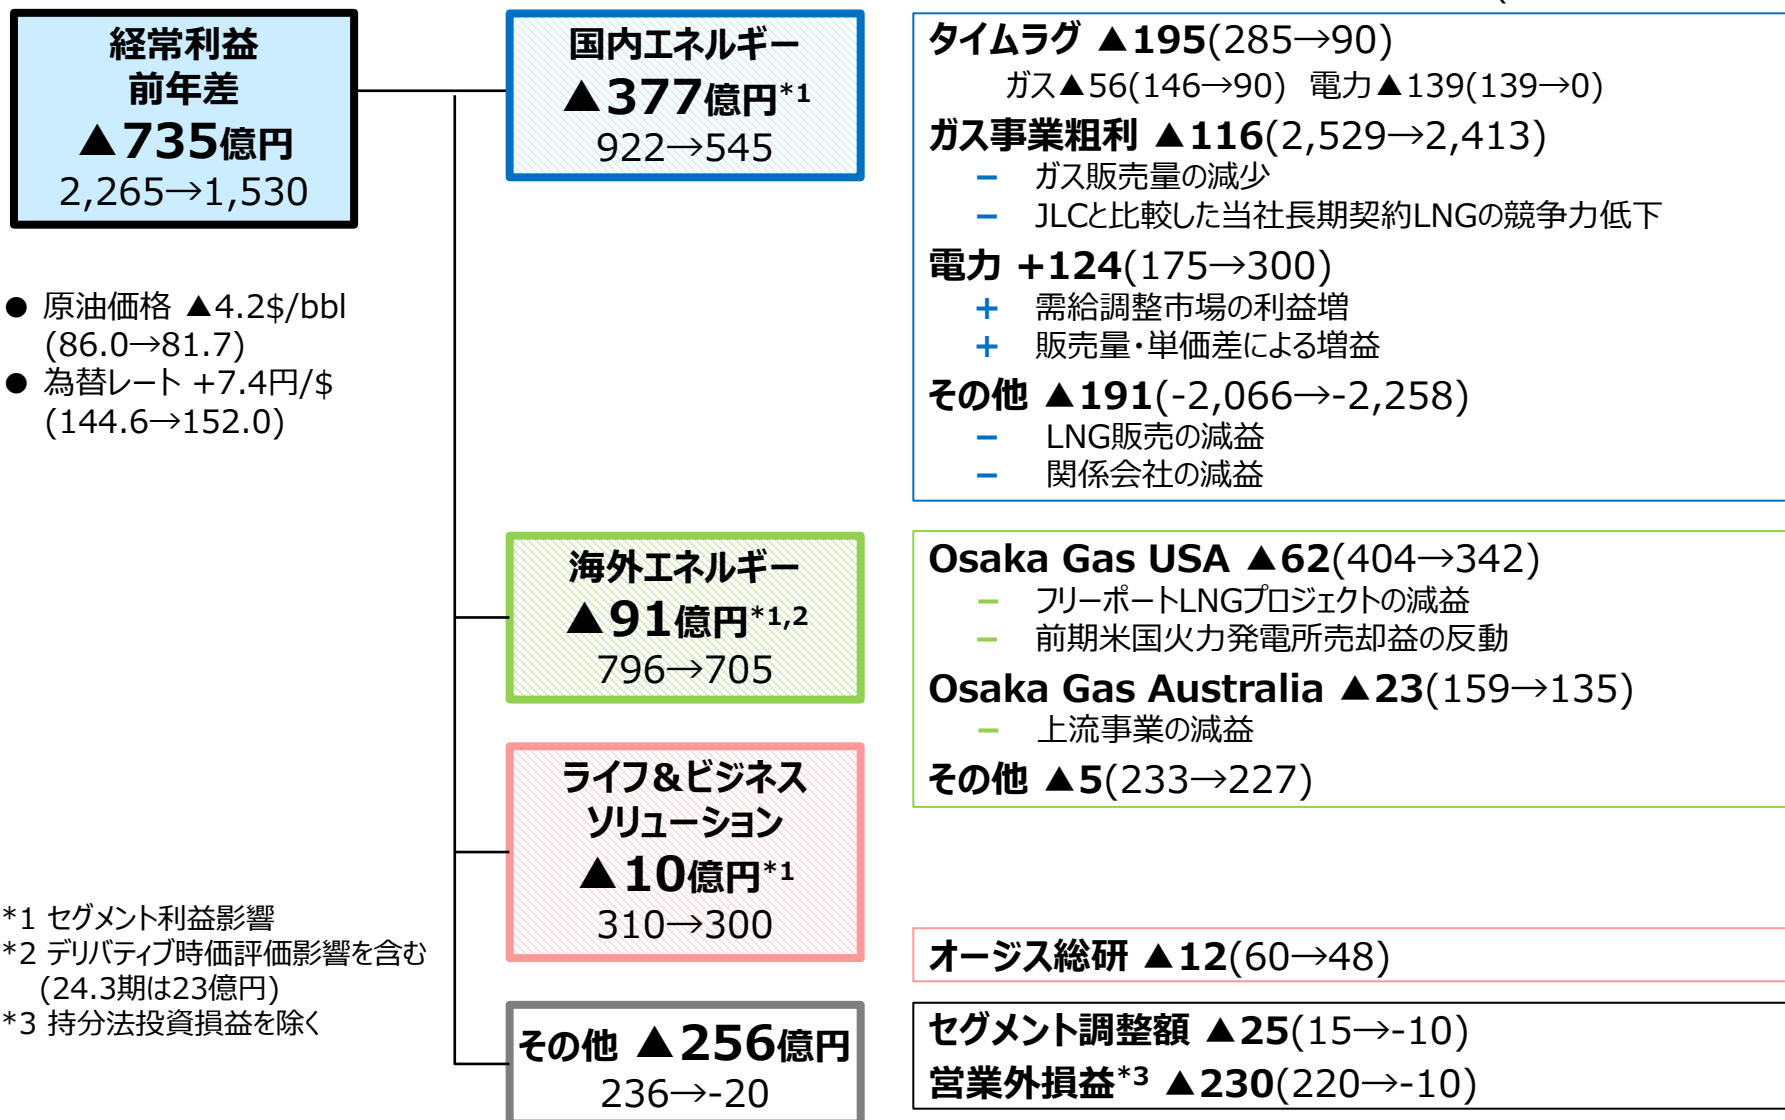 経常利益
前年差
▲735億円
2,265→1,530
● 原油価格 ▲4.2$/bbl
(86.0→81.7)
● 為替レート +7.4円/$
(144.6→152.0)
*1 セグメント利益影響
*2 デリバティブ時価評価影響を含む
(24.3期は23億円)
*3 持分法投資損益を除く
国内エネルギー
▲377億円*1
922→545
タイムラグ ▲195(285→90)
ガス▲56(146→90) 電力▲139(139→0)
ガス事業粗利 ▲116(2,529→2,413)
− ガス販売量の減少
− JLCと比較した当社長期契約LNGの競争力低下
電力 +124(175→300)
+ 需給調整市場の利益増
+ 販売量・単価差による増益
その他 ▲191(-2,066→-2,258)
− LNG販売の減益
− 関係会社の減益
海外エネルギー
▲91億円*1,2
796→705
Osaka Gas USA ▲62(404→342)
− フリーポートLNGプロジェクトの減益
− 前期米国火力発電所売却益の反動
Osaka Gas Australia ▲23(159→135)
− 上流事業の減益
その他 ▲5(233→227)
ライフ&ビジネス
ソリューション
▲10億円*1
310→300
オージス総研 ▲12(60→48)
その他 ▲256億円
236→-20
セグメント調整額 ▲25(15→-10)
営業外損益*3 ▲230(220→-10)